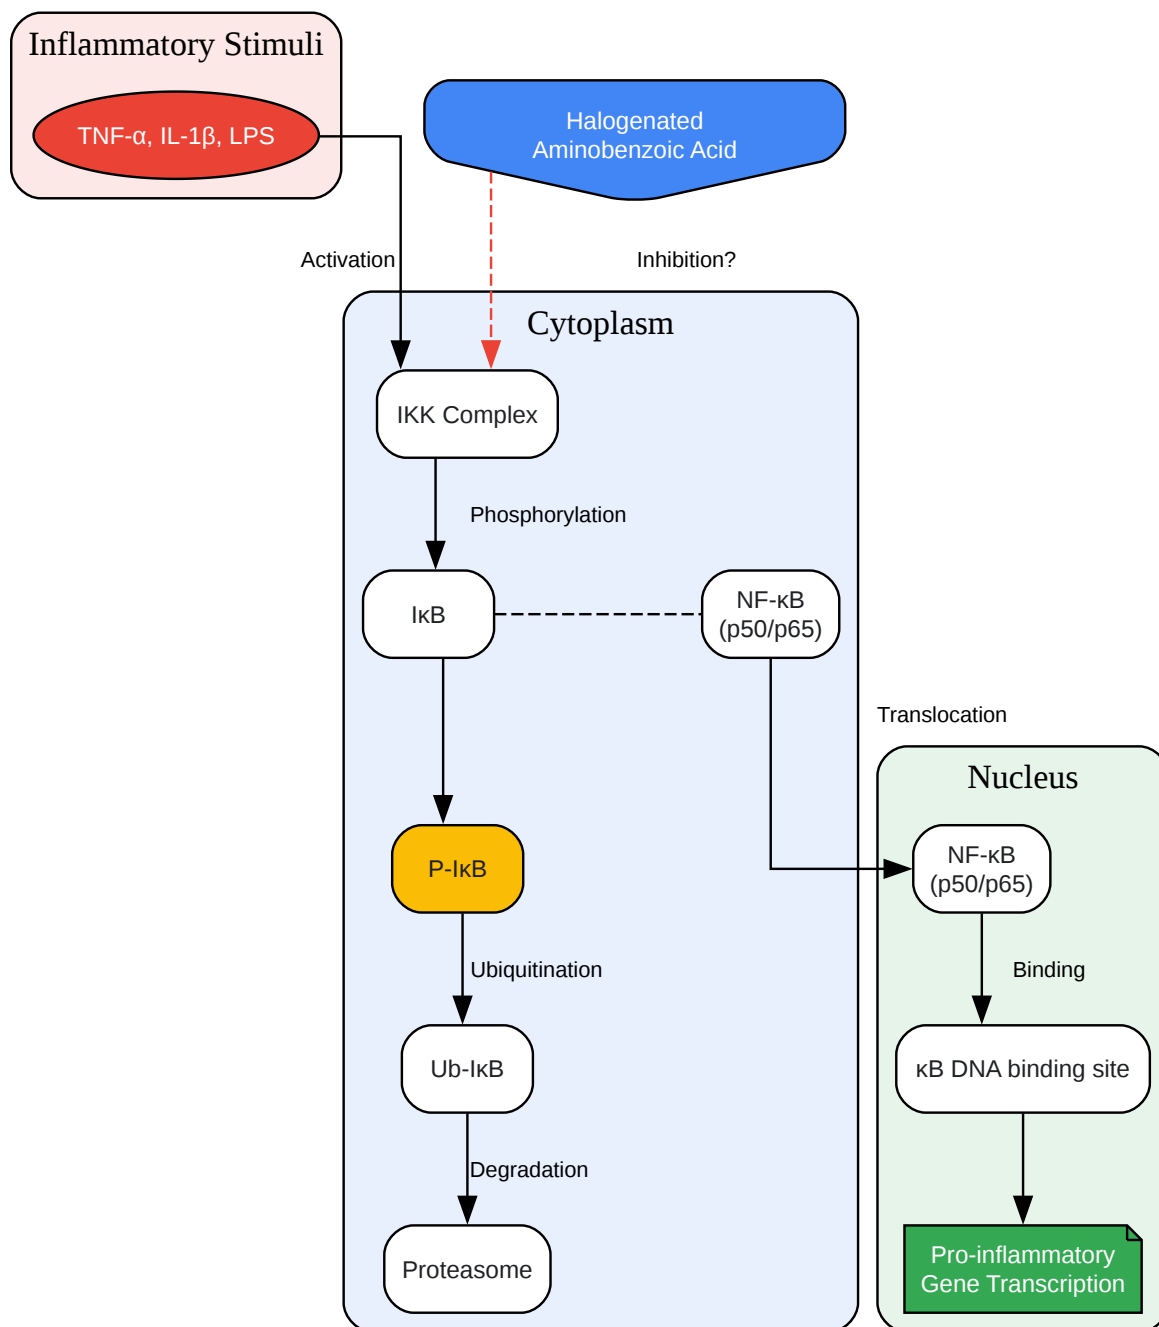 Inflammatory Stimuli
TNF-α, IL-1β, LPS
Halogenated
Aminobenzoic Acid
Activation
Inhibition?
Cytoplasm
IKK Complex
Phosphorylation
IκB
NF-κB
(p50/p65)
Translocation
Nucleus
P-IκB
NF-κB
(p50/p65)
Ubiquitination
Binding
Ub-IκB
κB DNA binding site
Degradation
Proteasome
Pro-inflammatory
Gene Transcription